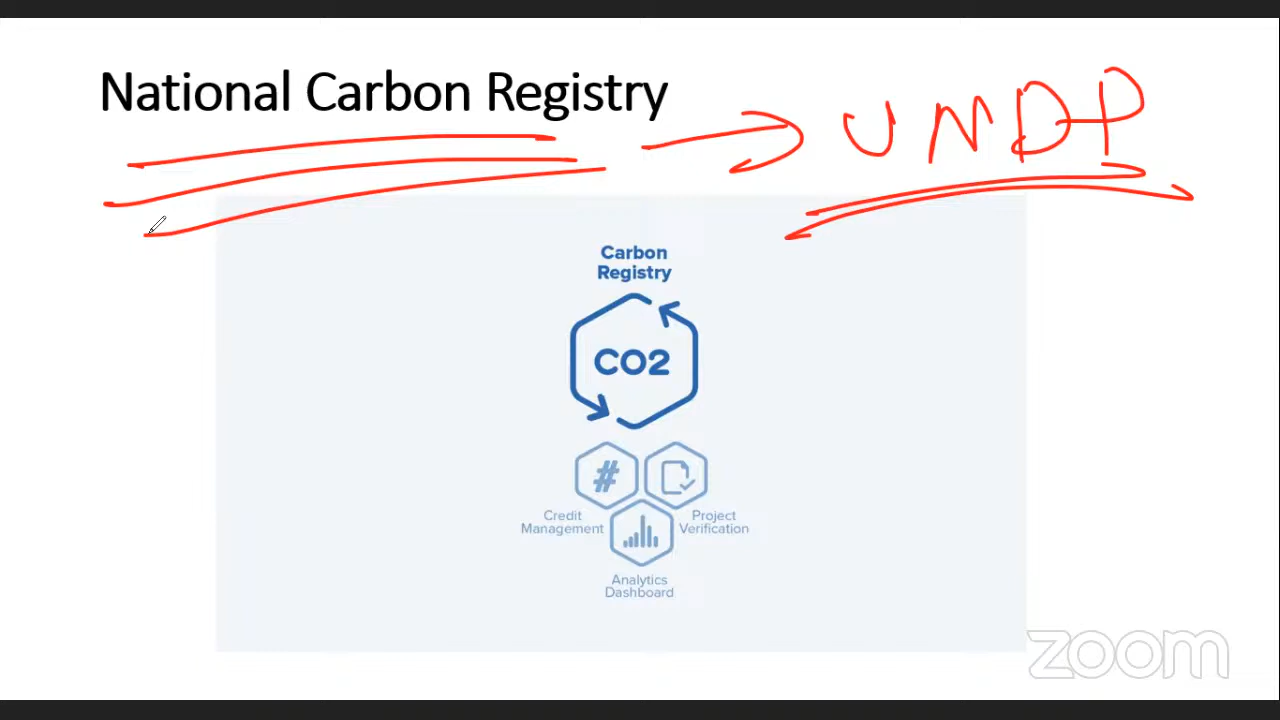 National Carbon Registry
UNDP
Carbon
Registry
CO2
#
Credit
Management
Project
Verification
Analytics
Dashboard
zoom